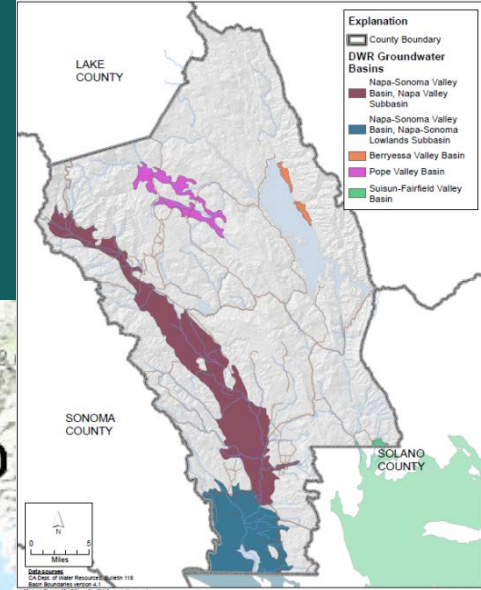 Explanation
County Boundary
DWR Groundwater
Basins
Napa-Sonoma Valley
Basin, Napa Valley
Subbasin
Napa-Sonoma Valley
Basin, Napa-Sonoma
Lowlands Subbasin
Berryessa Valley Basin
Pope Valley Basin
Suisun-Fairfield Valley
Basin
LAKE
COUNTY
SONOMA
COUNTY
SOLANO
COUNTY
N
0 5
Miles
Data sources
CA Dept. of Water Resources, Bulletin 118
Basin Boundaries version 4.1